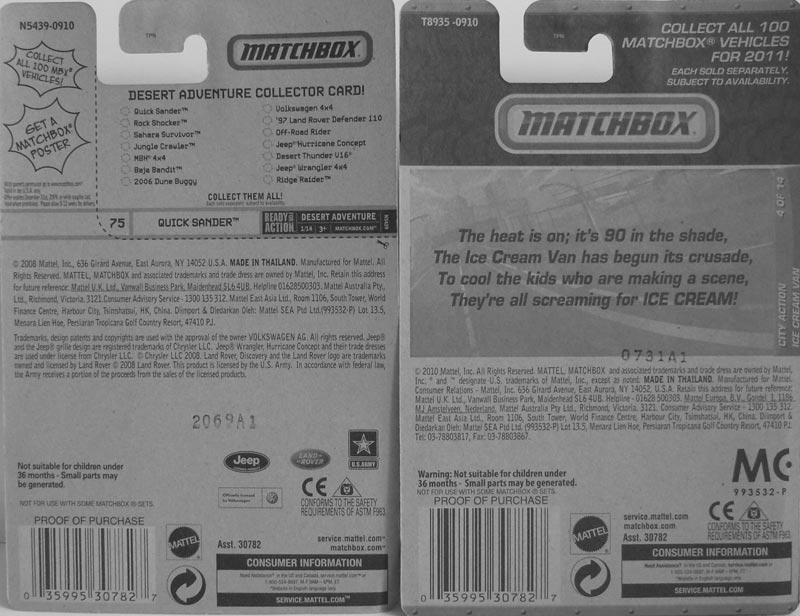 N5439-0910
COLLECT
ALL 100 MBX®
VEHICLES!
GET A
MATCHBOX®
POSTER
MATCHBOX
DESERT ADVENTURE COLLECTOR CARD!
Quick Sander™
Rock Shocker™
Sahara Survivor™
Jungle Crawler™
MBH® 4x4
Baja Bandit™
2006 Dune Buggy
Volkswagen 4x4
'97 Land Rover Defender 110
Off-Road Rider
Jeep® Hurricane Concept
Desert Thunder V16®
Jeep® Wrangler 4x4
Ridge Raider™
COLLECT THEM ALL!
Each sold separately, subject to availability.
75 QUICK SANDER™ READY FOR ACTION DESERT ADVENTURE
1/14 3+ MATCHBOX.COM™
© 2008 Mattel, Inc., 636 Girard Avenue, East Aurora, NY 14052 U.S.A. MADE IN THAILAND. Manufactured for Mattel. All
Rights Reserved. MATTEL, MATCHBOX and associated trademarks and trade dress are owned by Mattel, Inc. Retain this address
for future reference: Mattel U.K. Ltd., Vanwall Business Park, Maidenhead SL6 4UB. Helpline 01628500303. Mattel Australia Pty.,
Ltd., Richmond, Victoria. 3121.Consumer Advisory Service - 1300 135 312. Mattel East Asia Ltd., Room 1106, South Tower, World
Finance Centre, Harbour City, Tsimshatsui, HK, China. Diimport & Diedarkan Oleh: Mattel SEA Ptd Ltd.(993532-P) Lot 13.5,
Menara Lien Hoe, Persiaran Tropicana Golf Country Resort, 47410 PJ.
Trademarks, design patents and copyrights are used with the approval of the owner VOLKSWAGEN AG. All rights reserved. Jeep®
and the Jeep® grille design are registered trademarks of Chrysler LLC. Jeep® Wrangler, Hurricane Concept and their trade dresses
are used under license from Chrysler LLC. © Chrysler LLC 2008. Land Rover, Discovery and the Land Rover logo are trademarks
owned and licensed by Land Rover © 2008 Land Rover. This product is licensed by the U.S. Army. In accordance with federal law,
the Army receives a portion of the proceeds from the sales of the licensed products.
2069A1
Jeep
LAND-
ROVER
U.S.ARMY
Not suitable for children under
36 months - Small parts may
be generated.
CE
CONFORMS TO THE SAFETY
REQUIREMENTS OF ASTM F963.
NOT FOR USE WITH SOME MATCHBOX® SETS.
PROOF OF PURCHASE
0 35995 30782 7
MATTEL
Asst. 30782
service.mattel.com™
matchbox.com™
CONSUMER INFORMATION
SERVICE.MATTEL.COM™
T8935-0910
COLLECT ALL 100
MATCHBOX® VEHICLES
FOR 2011!
EACH SOLD SEPARATELY,
SUBJECT TO AVAILABILITY.
MATCHBOX
4 OF 14
The heat is on; it's 90 in the shade,
The Ice Cream Van has begun its crusade,
To cool the kids who are making a scene,
They're all screaming for ICE CREAM!
CITY ACTION
ICE CREAM VAN
0731A1
© 2010 Mattel, Inc. All Rights Reserved. MATTEL, MATCHBOX and associated trademarks and trade dress are owned by Mattel,
Inc. ® and ™ designate U.S. trademarks of Mattel, Inc., except as noted. MADE IN THAILAND. Manufactured for Mattel.
Consumer Relations - Mattel, Inc. 636 Girard Avenue, East Aurora, NY 14052, U.S.A. Retain this address for future reference:
Mattel U.K. Ltd., Vanwall Business Park, Maidenhead SL6 4UB. Helpline - 01628 500303. Mattel Europa, B.V., Gondel 1, 1186
MJ Amstelveen, Nederland. Mattel Australia Pty Ltd., Richmond, Victoria. 3121. Consumer Advisory Service - 1300 135 312.
Mattel East Asia Ltd., Room 1106, South Tower, World Finance Centre, Harbour City, Tsimshatsui, HK, China. Diimport &
Diedarkan Oleh: Mattel SEA Ptd Ltd. (993532-P) Lot 13.5, Menara Lien Hoe, Persiaran Tropicana Golf Country Resort, 47410 PJ.
Tel: 03-78803817, Fax: 03-78803867.
Warning: Not suitable for children under
36 months - Small parts may be generated.
NOT FOR USE WITH SOME MATCHBOX® SETS.
MC
993532-P
PROOF OF PURCHASE
0 35995 30782 7
MATTEL
service.mattel.com
matchbox.com
Asst. 30782
CE
CONFORMS TO THE SAFETY
REQUIREMENTS OF ASTM F963.
CONSUMER INFORMATION
SERVICE.MATTEL.COM